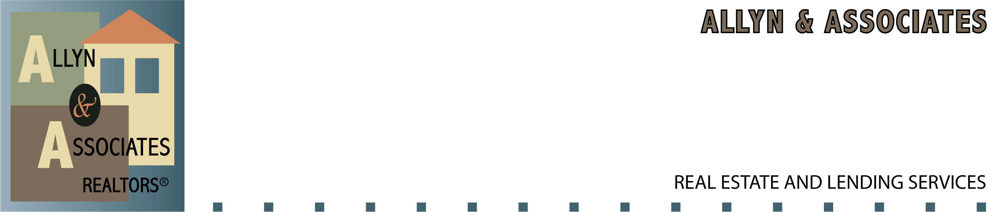 ALLYN
&
ASSOCIATES
REALTORS®
ALLYN & ASSOCIATES
REAL ESTATE AND LENDING SERVICES